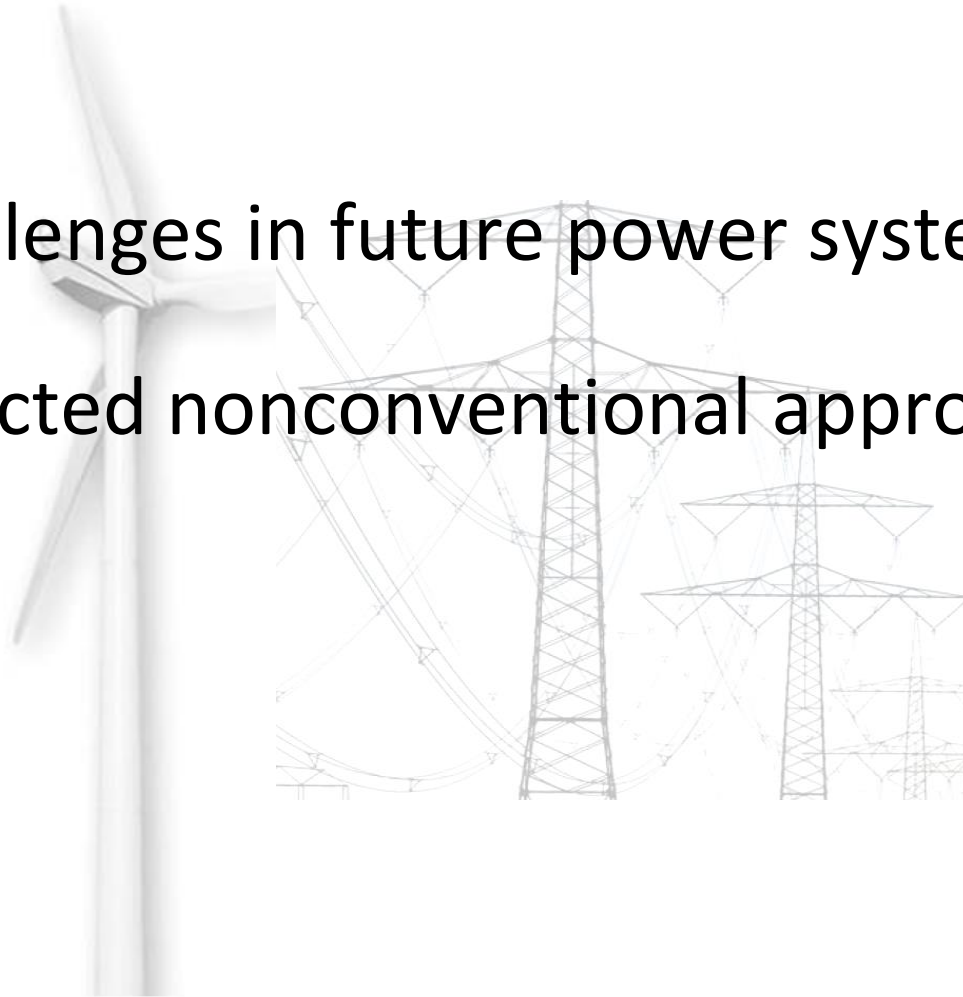 lenges in future power syste
cted nonconventional appro